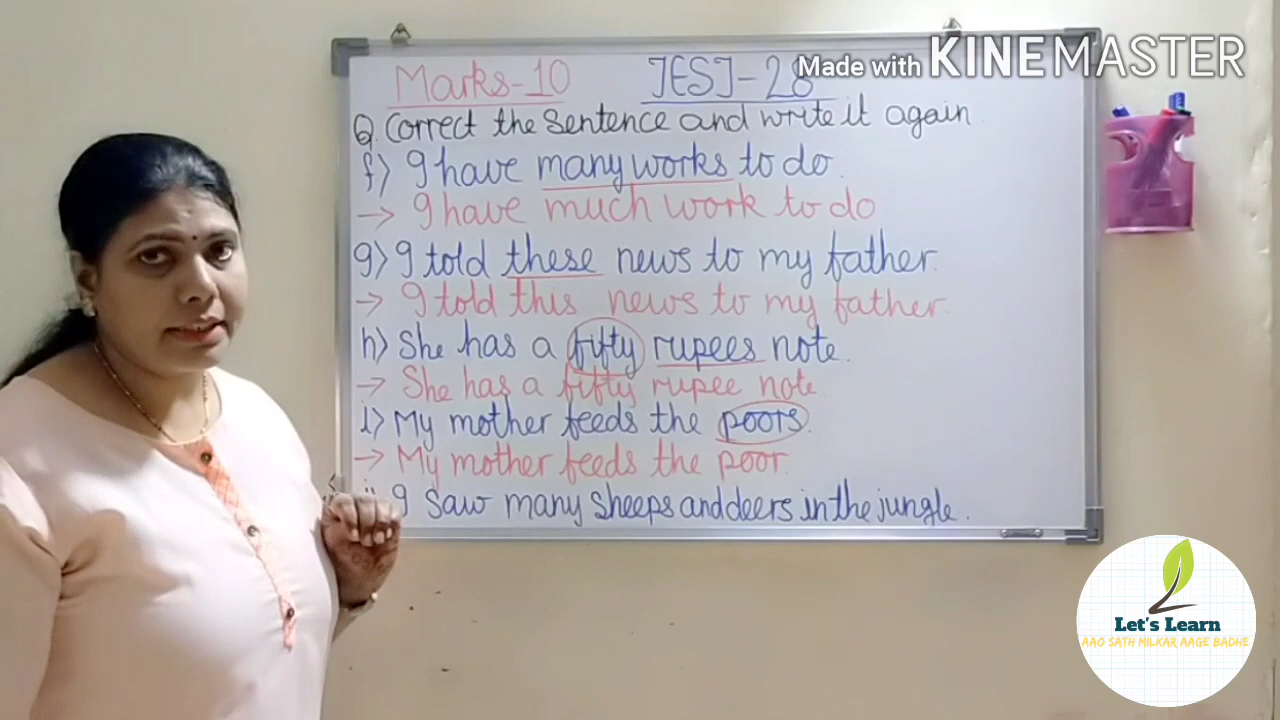 Made with KINEMASTER
Marks-10 TEST-28
Q. Correct the sentence and write it again
f) I have many works to do.
→ I have much work to do
g) I told these news to my father.
→ I told this news to my father.
h) She has a fifty rupees note.
→ She has a fifty rupee note
i) My mother feeds the poors.
→ My mother feeds the poor.
I saw many sheeps and deers in the jungle.
Let's Learn
AAO SATH MILKAR AAGE BADHE